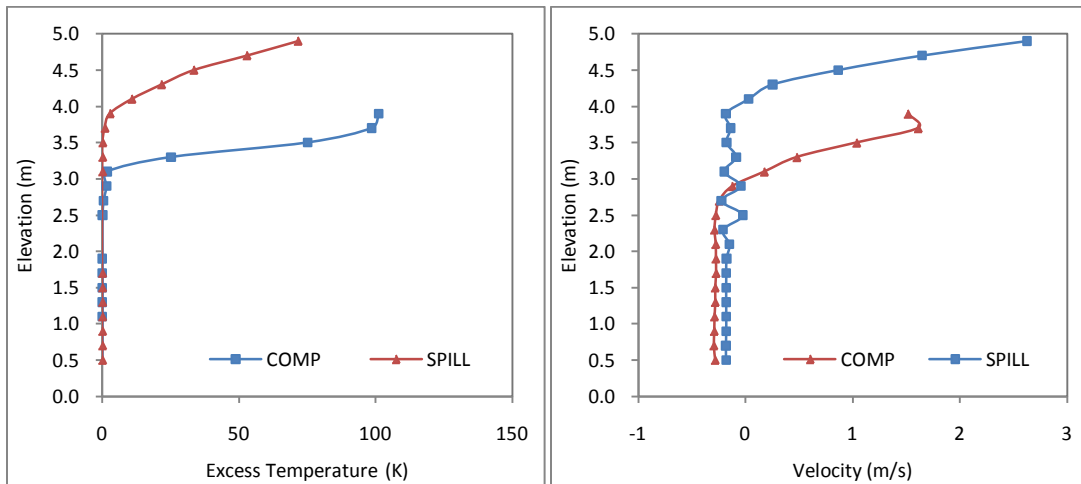 5.0
4.5
4.0
3.5
3.0
2.5
2.0
1.5
1.0
0.5
0.0
Elevation (m)
COMP SPILL
0 50 100 150
Excess Temperature (K)
5.0
4.5
4.0
3.5
3.0
2.5
2.0
1.5
1.0
0.5
0.0
Elevation (m)
COMP SPILL
-1 0 1 2 3
Velocity (m/s)